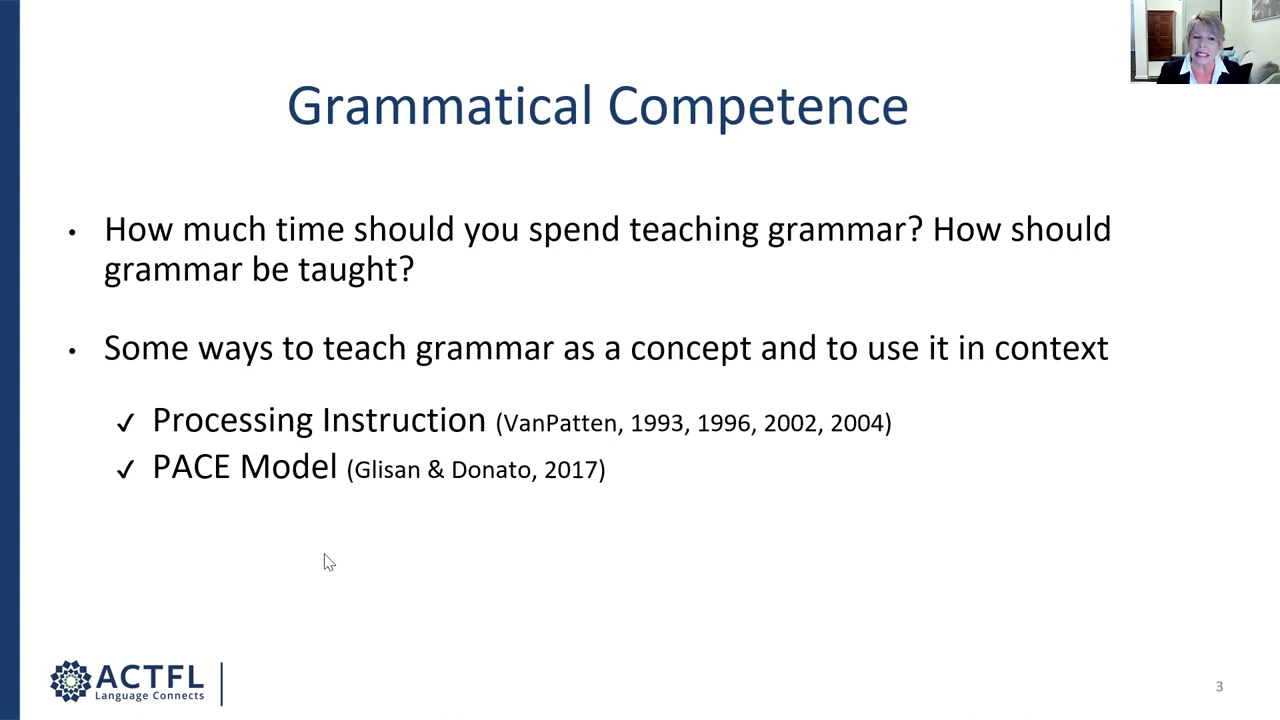 Grammatical Competence
• How much time should you spend teaching grammar? How should
grammar be taught?
• Some ways to teach grammar as a concept and to use it in context
✓ Processing Instruction (VanPatten, 1993, 1996, 2002, 2004)
✓ PACE Model (Glisan & Donato, 2017)
ACTFL
Language Connects
3